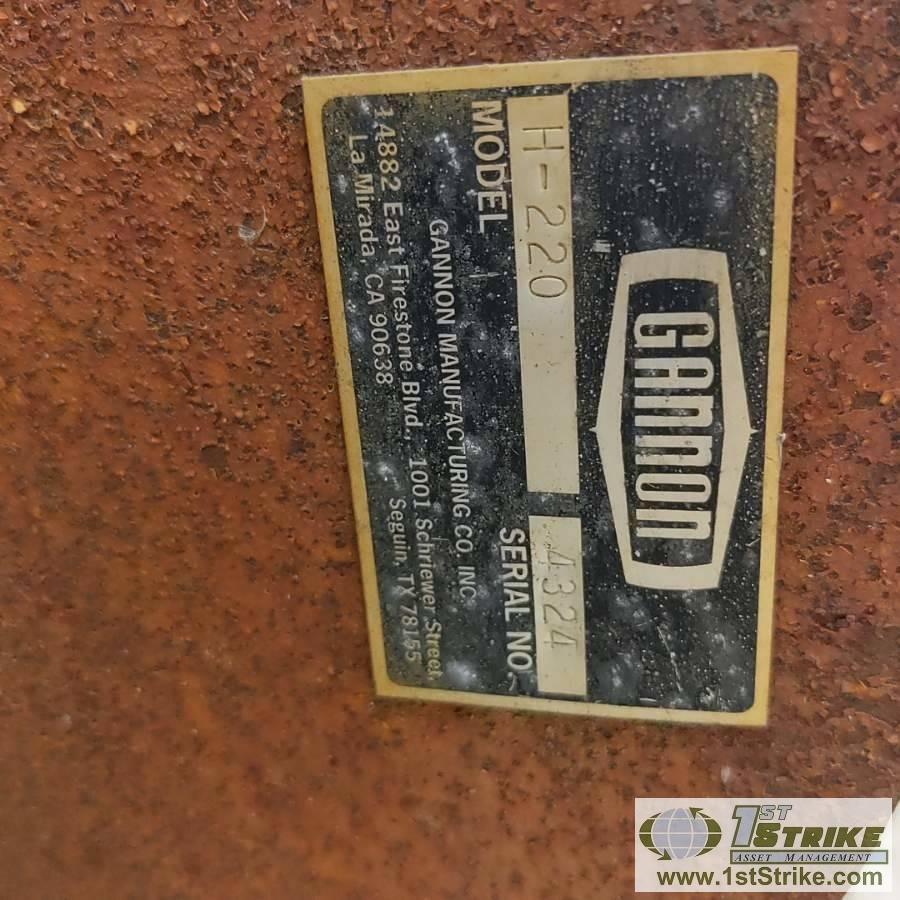 GANNON
H-220 4324
MODEL SERIAL NO.
GANNON MANUFACTURING CO. INC.
14882 East Firestone Blvd., 1001 Schriewer Street,
La Mirada, CA 90638 Seguin, TX 78155
1ST
STRIKE
ASSET MANAGEMENT
www.1stStrike.com